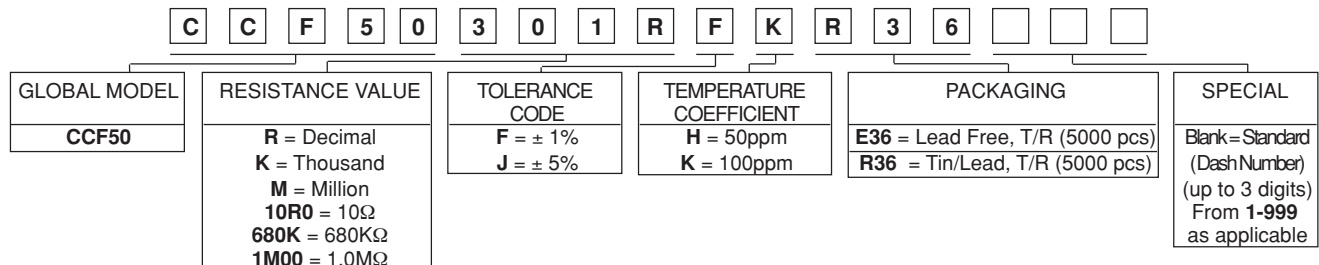 C C F 5 0 3 0 1 R F K R 3 6
GLOBAL MODEL
CCF50
RESISTANCE VALUE
R = Decimal
K = Thousand
M = Million
10R0 = 10Ω
680K = 680KΩ
1M00 = 1.0MΩ
TOLERANCE
CODE
F = ± 1%
J = ± 5%
TEMPERATURE
COEFFICIENT
H = 50ppm
K = 100ppm
PACKAGING
E36 = Lead Free, T/R (5000 pcs)
R36 = Tin/Lead, T/R (5000 pcs)
SPECIAL
Blank = Standard
(Dash Number)
(up to 3 digits)
From 1-999
as applicable